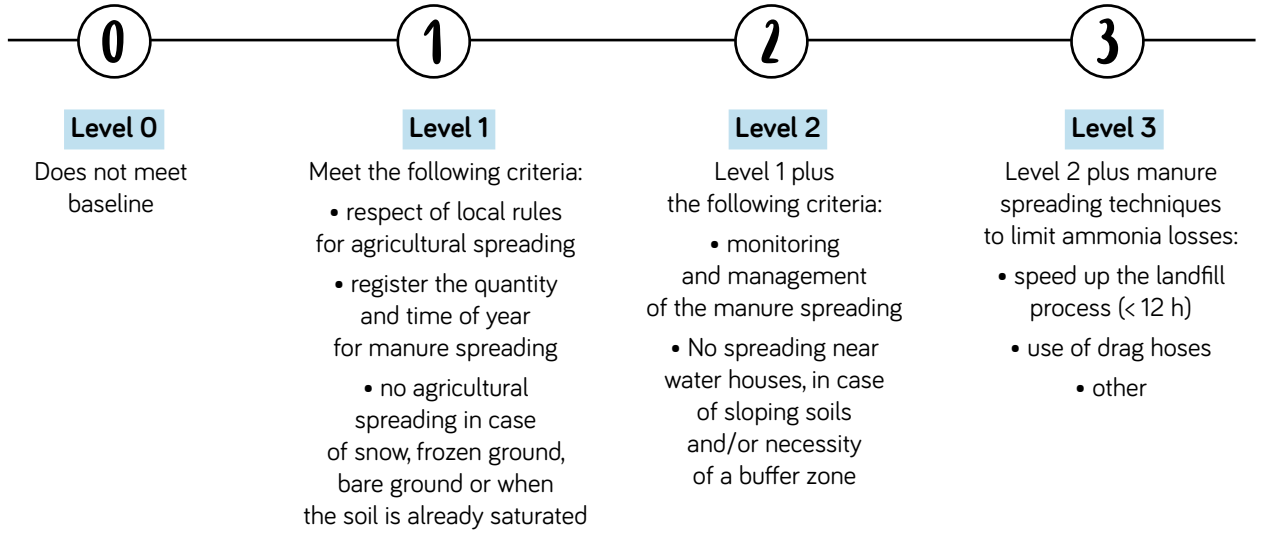 0
Level 0
Does not meet
baseline
1
Level 1
Meet the following criteria:
• respect of local rules
for agricultural spreading
• register the quantity
and time of year
for manure spreading
• no agricultural
spreading in case
of snow, frozen ground,
bare ground or when
the soil is already saturated
2
Level 2
Level 1 plus
the following criteria:
• monitoring
and management
of the manure spreading
• No spreading near
water houses, in case
of sloping soils
and/or necessity
of a buffer zone
3
Level 3
Level 2 plus manure
spreading techniques
to limit ammonia losses:
• speed up the landfill
process (< 12 h)
• use of drag hoses
• other